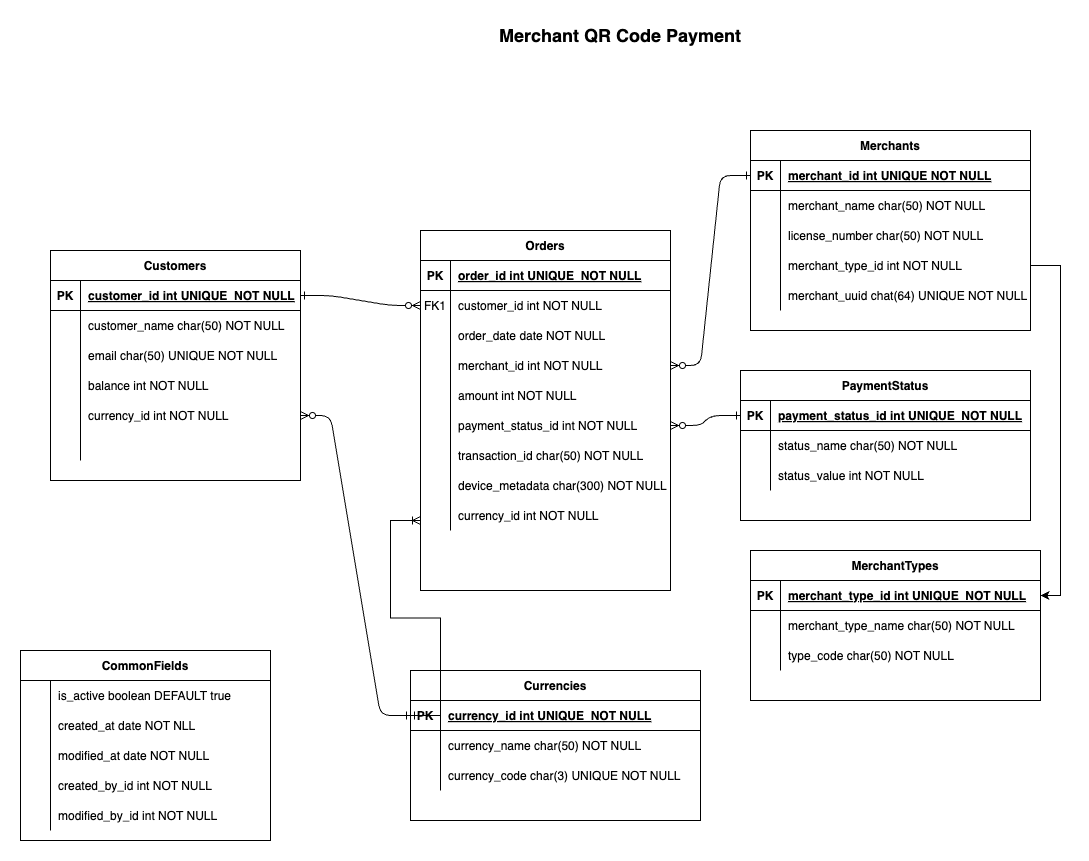 Merchant QR Code Payment
Merchants
PK merchant_id int UNIQUE NOT NULL
merchant_name char(50) NOT NULL
license_number char(50) NOT NULL
merchant_type_id int NOT NULL
merchant_uuid chat(64) UNIQUE NOT NULL
Orders
PK order_id int UNIQUE NOT NULL
FK1 customer_id int NOT NULL
order_date date NOT NULL
merchant_id int NOT NULL
amount int NOT NULL
payment_status_id int NOT NULL
transaction_id char(50) NOT NULL
device_metadata char(300) NOT NULL
currency_id int NOT NULL
Customers
PK customer_id int UNIQUE NOT NULL
customer_name char(50) NOT NULL
email char(50) UNIQUE NOT NULL
balance int NOT NULL
currency_id int NOT NULL
PaymentStatus
PK payment_status_id int UNIQUE NOT NULL
status_name char(50) NOT NULL
status_value int NOT NULL
MerchantTypes
PK merchant_type_id int UNIQUE NOT NULL
merchant_type_name char(50) NOT NULL
type_code char(50) NOT NULL
CommonFields
is_active boolean DEFAULT true
created_at date NOT NLL
modified_at date NOT NULL
created_by_id int NOT NULL
modified_by_id int NOT NULL
Currencies
PK currency_id int UNIQUE NOT NULL
currency_name char(50) NOT NULL
currency_code char(3) UNIQUE NOT NULL